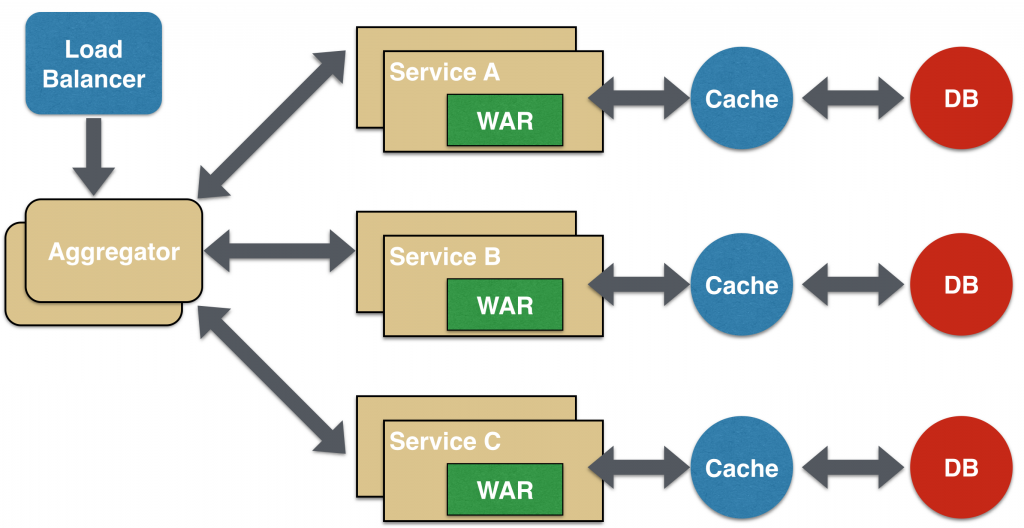 Load
Balancer
Aggregator
Service A
WAR
Cache
DB
Service B
WAR
Cache
DB
Service C
WAR
Cache
DB